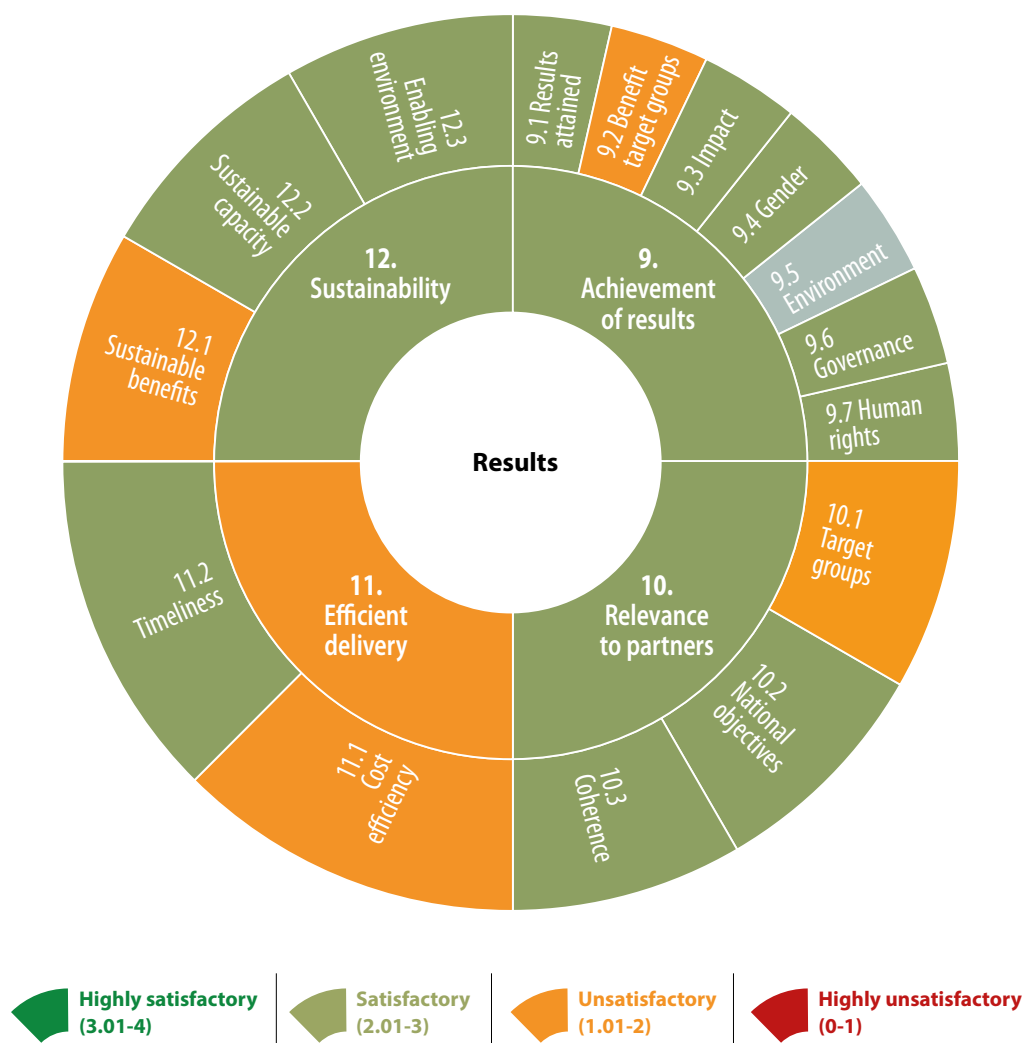 Results
9.
Achievement
of results
9.1 Results
attained
9.2 Benefit
target groups
9.3 Impact
9.4 Gender
9.5
Environment
9.6
Governance
9.7 Human
rights
10.
Relevance
to partners
10.1
Target
groups
10.2
National
objectives
10.3
Coherence
11.
Efficient
delivery
11.1 Cost
efficiency
11.2
Timeliness
12.
Sustainability
12.1
Sustainable
benefits
12.2
Sustainable
capacity
12.3
Enabling
environment
Highly satisfactory
(3.01-4)
Satisfactory
(2.01-3)
Unsatisfactory
(1.01-2)
Highly unsatisfactory
(0-1)